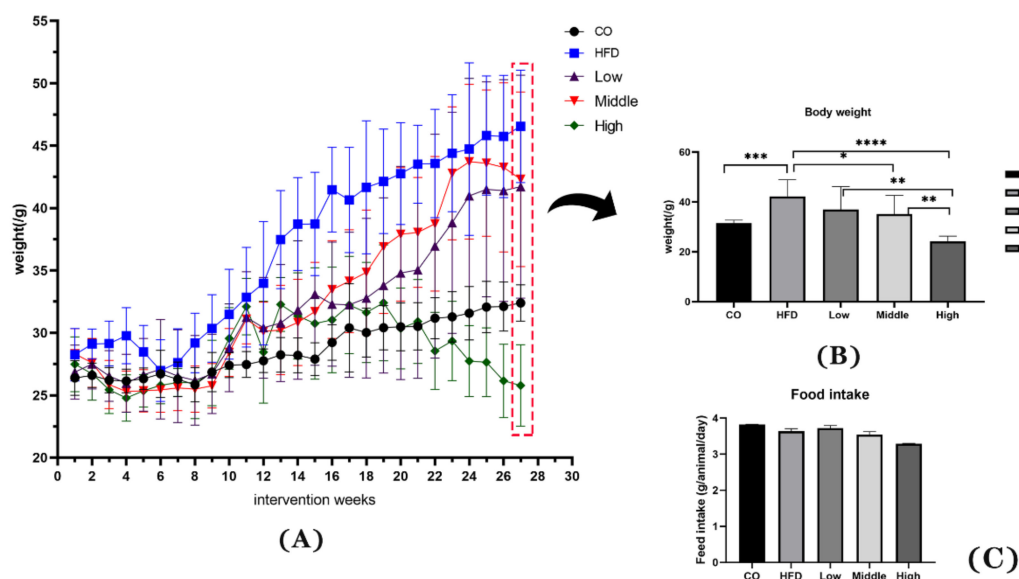 55
50
45
40
35
30
25
20
weight(/g)
0 2 4 6 8 10 12 14 16 18 20 22 24 26 28 30
intervention weeks
(A)
CO
HFD
Low
Middle
High
Body weight
60
40
20
0
weight(/g)
***
****
*
**
**
CO HFD Low Middle High
(B)
Food intake
4
3
2
1
0
Feed intake (g/animal/day)
CO HFD Low Middle High
(C)